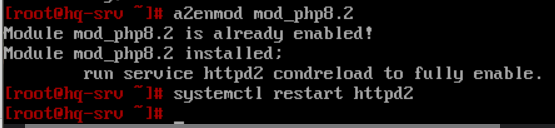 [root@hq-srv ~]# a2enmod mod_php8.2
Module mod_php8.2 is already enabled!
Module mod_php8.2 installed;
        run service httpd2 condreload to fully enable.
[root@hq-srv ~]# systemctl restart httpd2
[root@hq-srv ~]# _